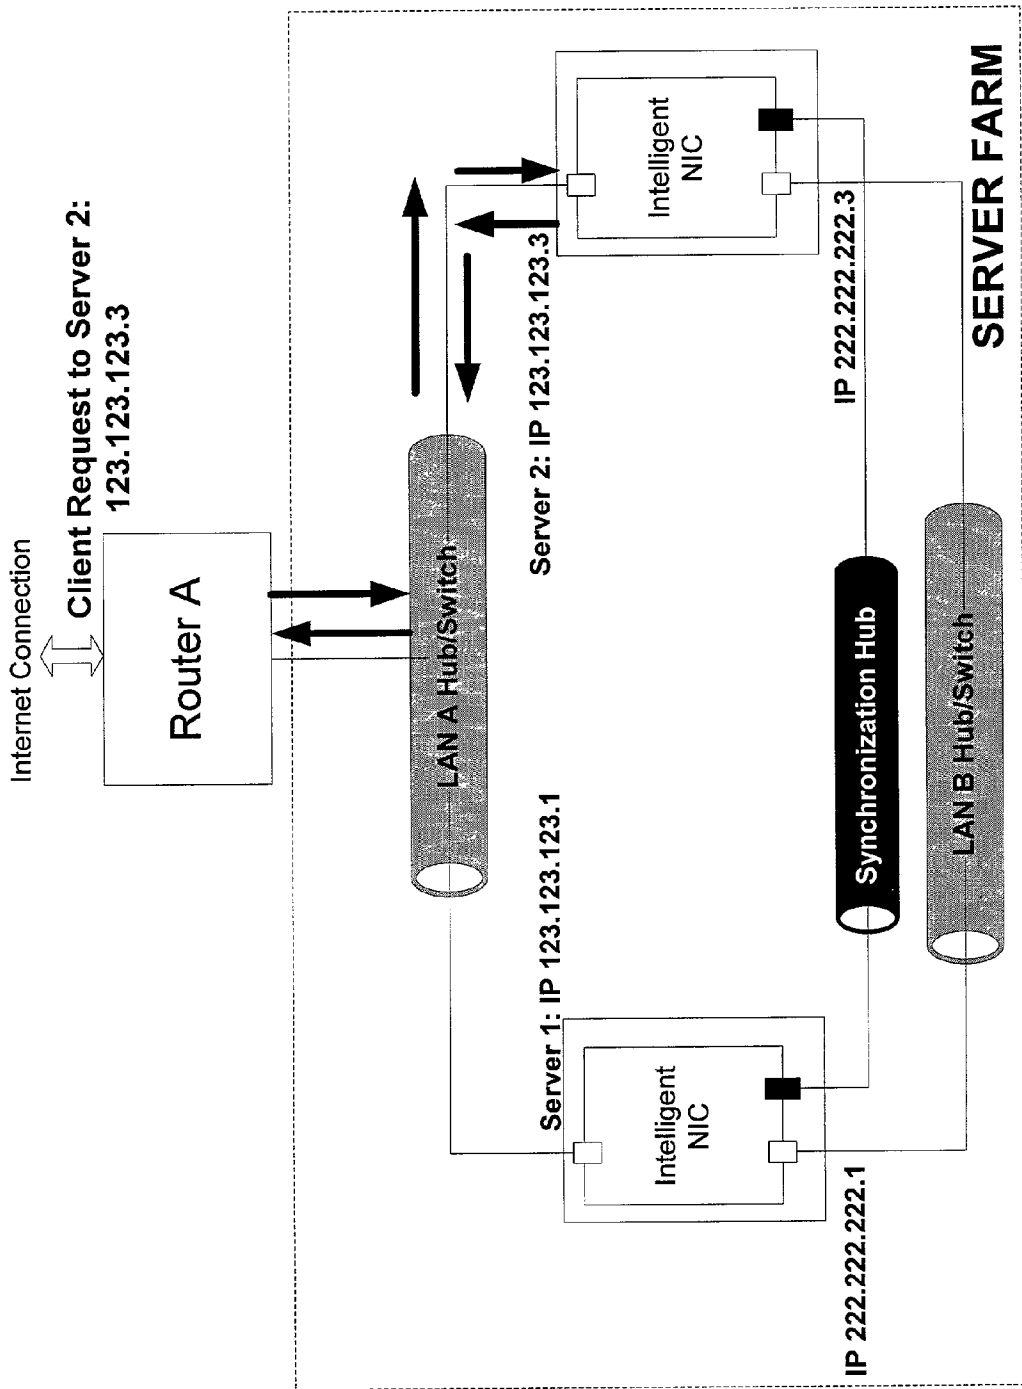 Internet Connection
Client Request to Server 2:
123.123.123.3
Router A
LAN A Hub/Switch
Server 1: IP 123.123.123.1
Server 2: IP 123.123.123.3
Intelligent
NIC
Intelligent
NIC
IP 222.222.222.1
IP 222.222.222.3
Synchronization Hub
LAN B Hub/Switch
SERVER FARM